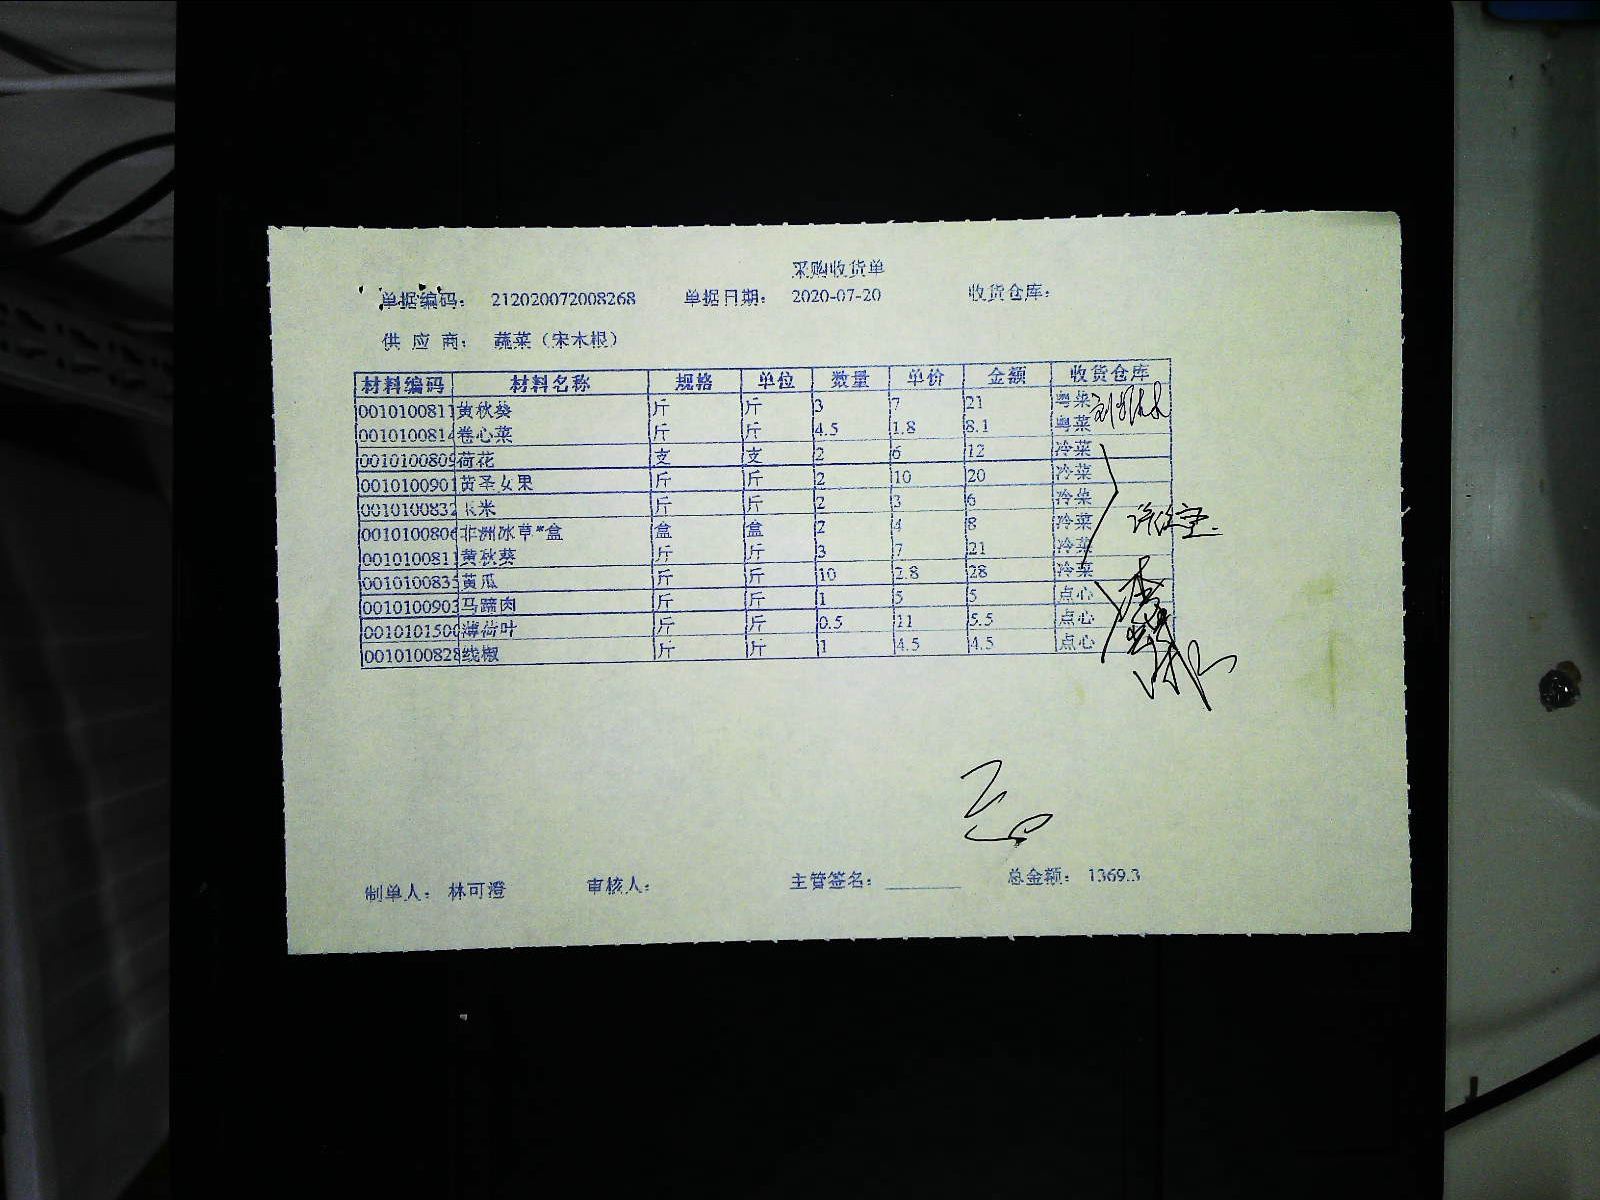 采购收货单
单据编码： 212020072008268 单据日期： 2020-07-20 收货仓库：
供 应 商： 蔬菜（宋木根）
材料编码 材料名称 规格 单位 数量 单价 金额 收货仓库
0010100811 黄秋葵 斤 斤 3 7 21 粤菜
001010081 卷心菜 斤 斤 4.5 1.8 8.1 粤菜
001010080 荷花 支 支 2 6 12 冷菜
0010100901 黄圣女果 斤 斤 2 10 20 冷菜
001010083 米 斤 斤 2 3 6 冷菜
001010080 非洲冰草*盒 盒 盒 2 4 8 冷菜
0010100811 黄秋葵 斤 斤 3 7 21 冷菜
001010083 黄瓜 斤 斤 10 2.8 28 冷菜
0010100903 马蹄肉 斤 斤 1 5 5 点心
001010150 薄荷叶 斤 斤 0.5 11 5.5 点心
001010082 线椒 斤 斤 1 4.5 4.5 点心
制单人： 林可澄 审核人： 主管签名： 总金额： 1369.3